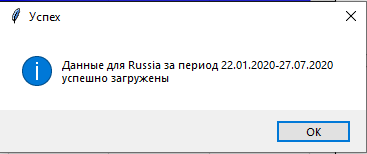 Успех
Данные для Russia за период 22.01.2020-27.07.2020
успешно загружены
OK